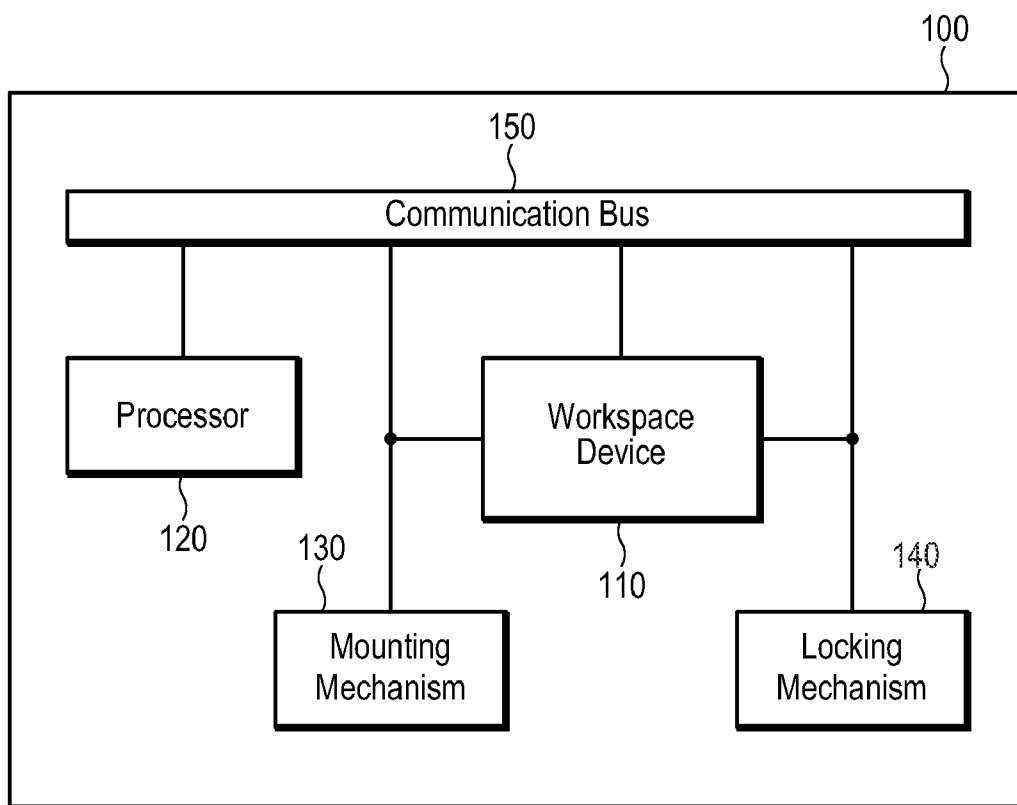 100
150
Communication Bus
Processor
120
Workspace
Device
110
130
Mounting
Mechanism
140
Locking
Mechanism